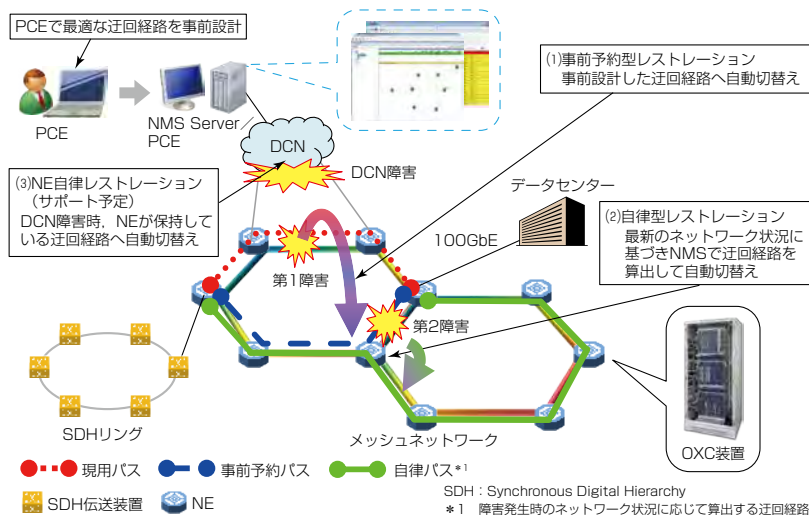 PCEで最適な迂回経路を事前設計
PCE
NMS Server／
PCE
(1)事前予約型レストレーション
事前設計した迂回経路へ自動切替え
DCN
DCN障害
(3)NE自律レストレーション
（サポート予定）
DCN障害時，NEが保持して
いる迂回経路へ自動切替え
データセンター
100GbE
(2)自律型レストレーション
最新のネットワーク状況に
基づきNMSで迂回経路を
算出して自動切替え
第1障害
第2障害
SDHリング
メッシュネットワーク
OXC装置
現用パス
事前予約パス
自律パス＊1
SDH伝送装置
NE
SDH：Synchronous Digital Hierarchy
＊1　障害発生時のネットワーク状況に応じて算出する迂回経路